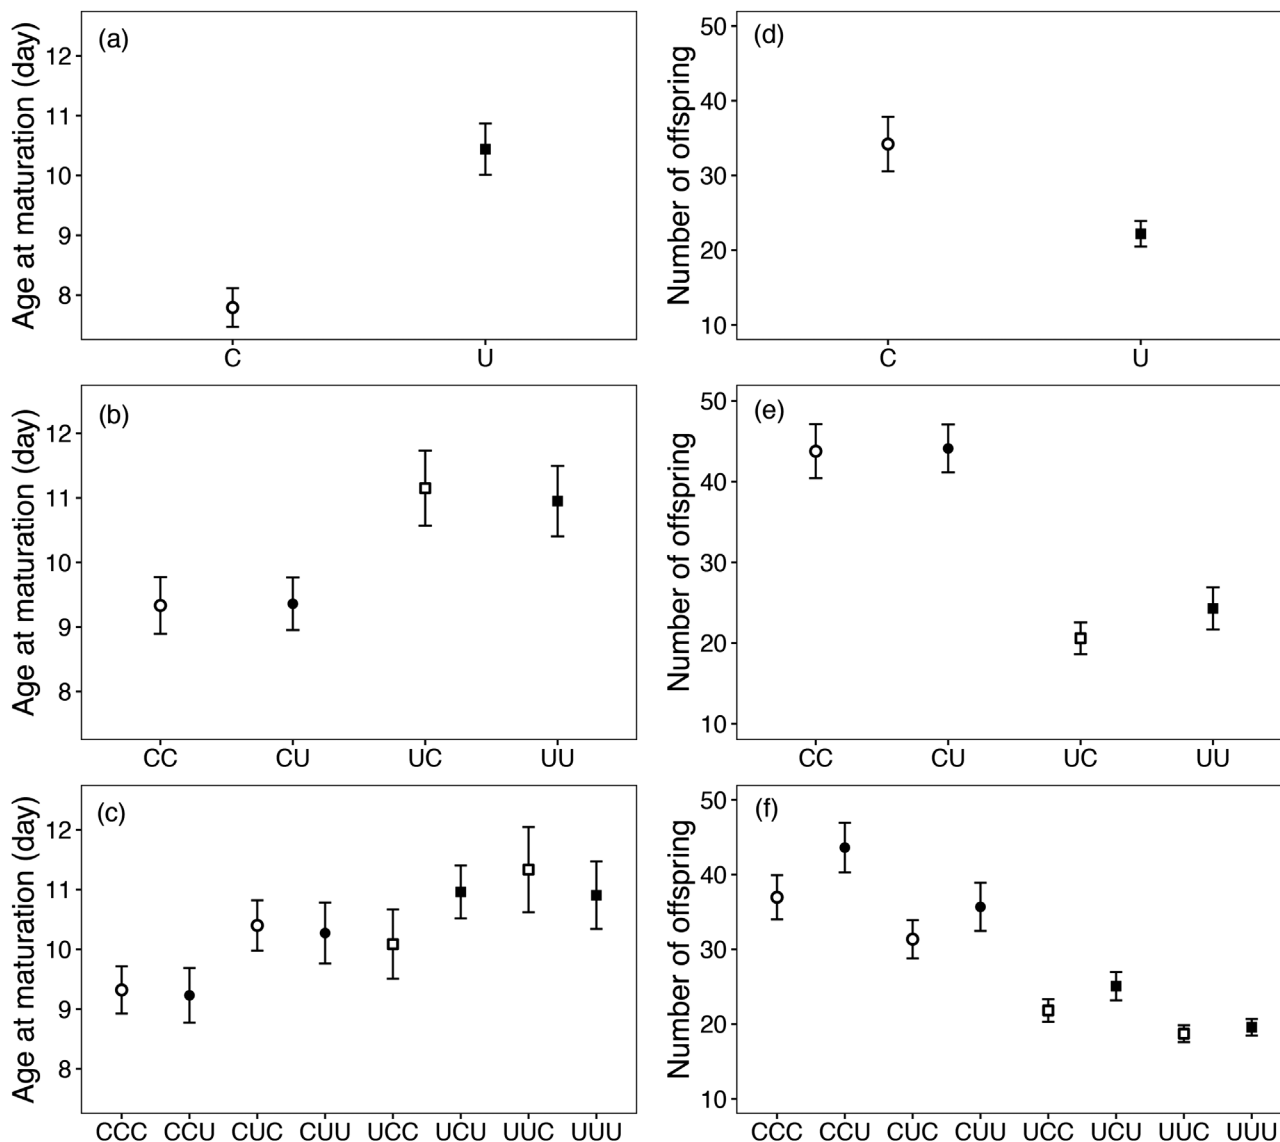 (a)
Age at maturation (day)
12
11
10
9
8
C U
(d)
Number of offspring
50
40
30
20
10
C U
(b)
Age at maturation (day)
12
11
10
9
8
CC CU UC UU
(e)
Number of offspring
50
40
30
20
10
CC CU UC UU
(c)
Age at maturation (day)
12
11
10
9
8
CCC CCU CUC CUU UCC UCU UUC UUU
(f)
Number of offspring
50
40
30
20
10
CCC CCU CUC CUU UCC UCU UUC UUU